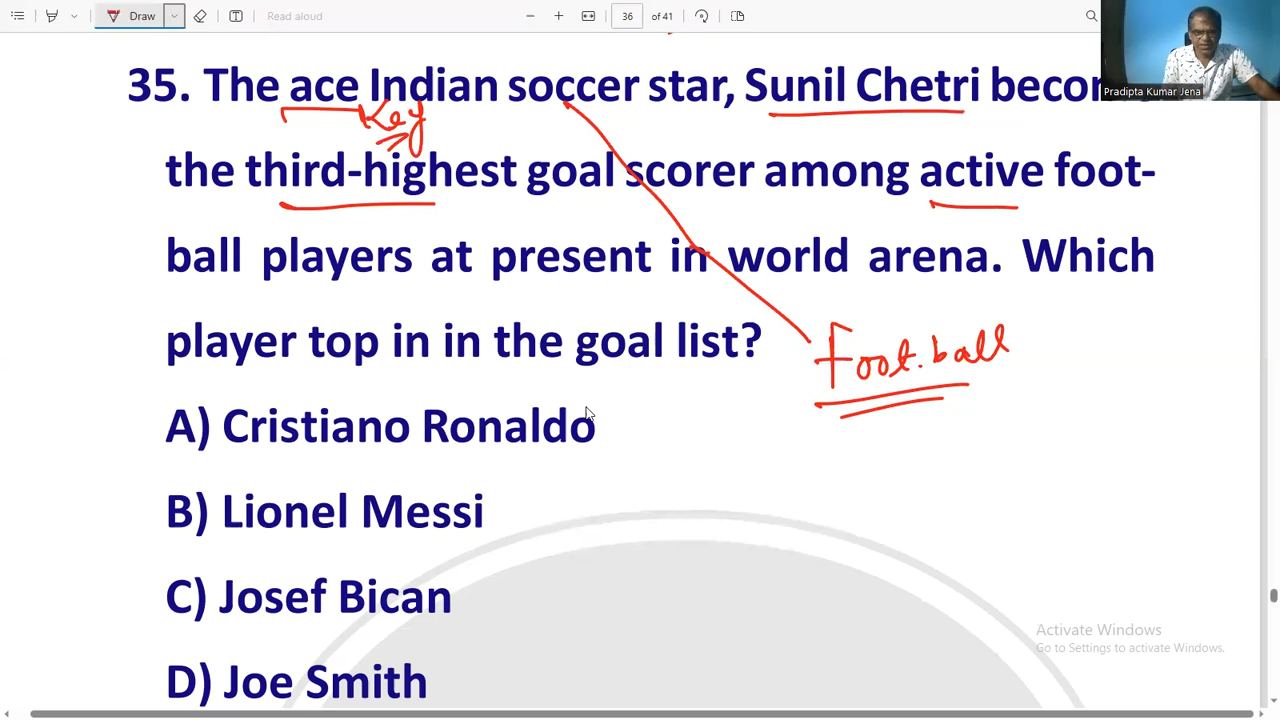 Draw
Read aloud
36 of 41
Pradipta Kumar Jena
35. The ace Indian soccer star, Sunil Chetri becom
Key
the third-highest goal scorer among active foot-
ball players at present in world arena. Which
player top in in the goal list?
Foot.ball
A) Cristiano Ronaldo
B) Lionel Messi
C) Josef Bican
D) Joe Smith
Activate Windows
Go to Settings to activate Windows.